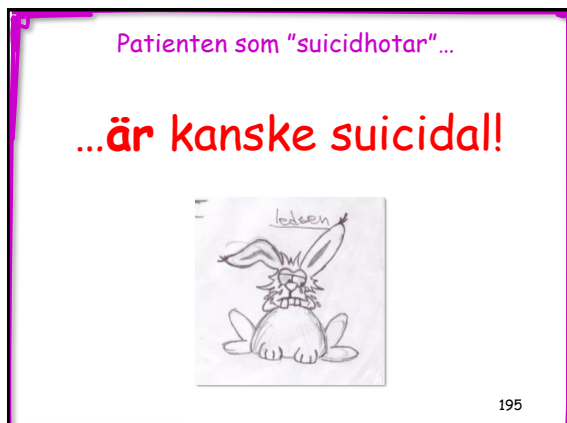 Patienten som ”suicidhotar”…
…är kanske suicidal!
ledsen
195